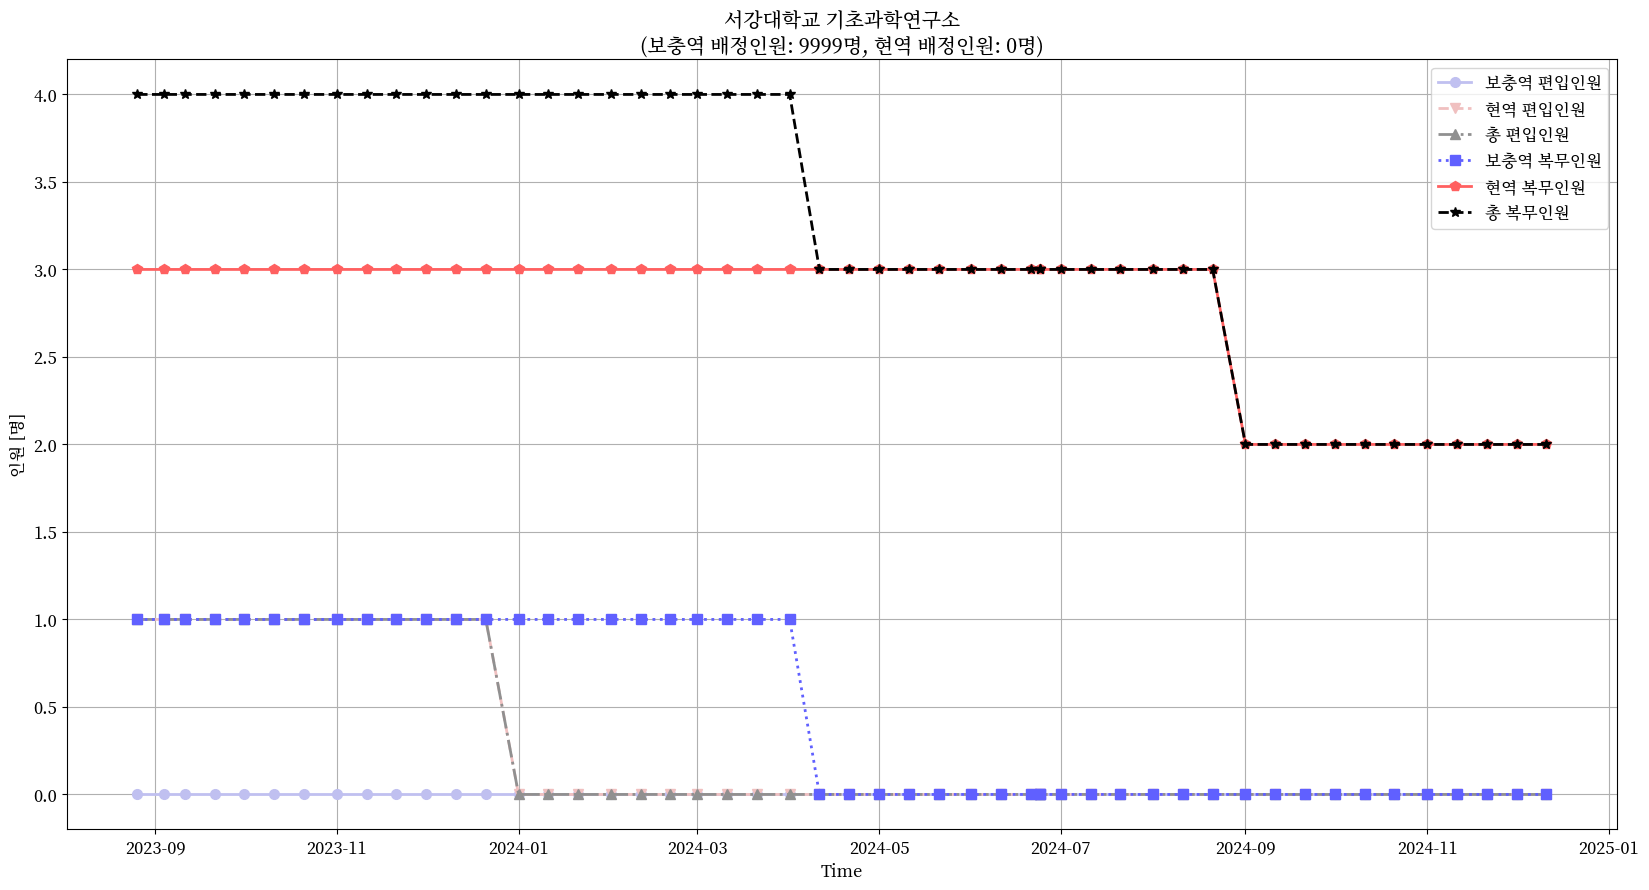 서강대학교 기초과학연구소
(보충역 배정인원: 9999명, 현역 배정인원: 0명)
보충역 편입인원
현역 편입인원
총 편입인원
보충역 복무인원
현역 복무인원
총 복무인원
4.0
3.5
3.0
2.5
2.0
1.5
1.0
0.5
0.0
인원 [명]
2023-09 2023-11 2024-01 2024-03 2024-05 2024-07 2024-09 2024-11 2025-01
Time